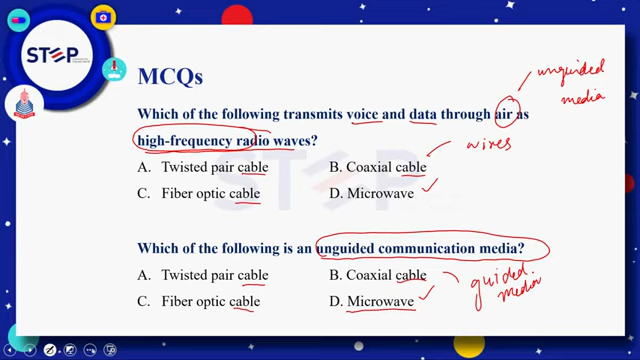 STEP
MCQs
unguided
media
Which of the following transmits voice and data through air as
high-frequency radio waves?
wires
A. Twisted pair cable
B. Coaxial cable
C. Fiber optic cable
D. Microwave
STEP
Which of the following is an unguided communication media?
A. Twisted pair cable
B. Coaxial cable
C. Fiber optic cable
D. Microwave
guided
media